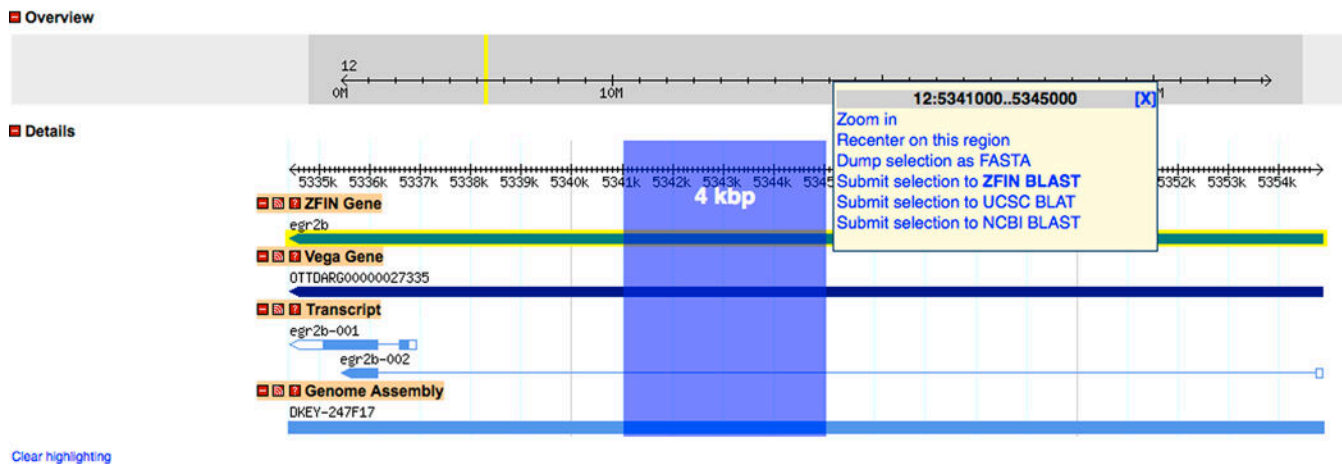 Overview
12
0M 10M M
12:5341000..5345000 [X]
Zoom in
Recenter on this region
Dump selection as FASTA
Submit selection to ZFIN BLAST
Submit selection to UCSC BLAT
Submit selection to NCBI BLAST
Details
5335k 5336k 5337k 5338k 5339k 5340k 5341k 5342k 5343k 5344k 5345 5352k 5353k 5354k
4 kbp
? ZFIN Gene
egr2b
? Vega Gene
OTTDARG00000027335
? Transcript
egr2b-001
egr2b-002
? Genome Assembly
DKEY-247F17
Clear highlighting